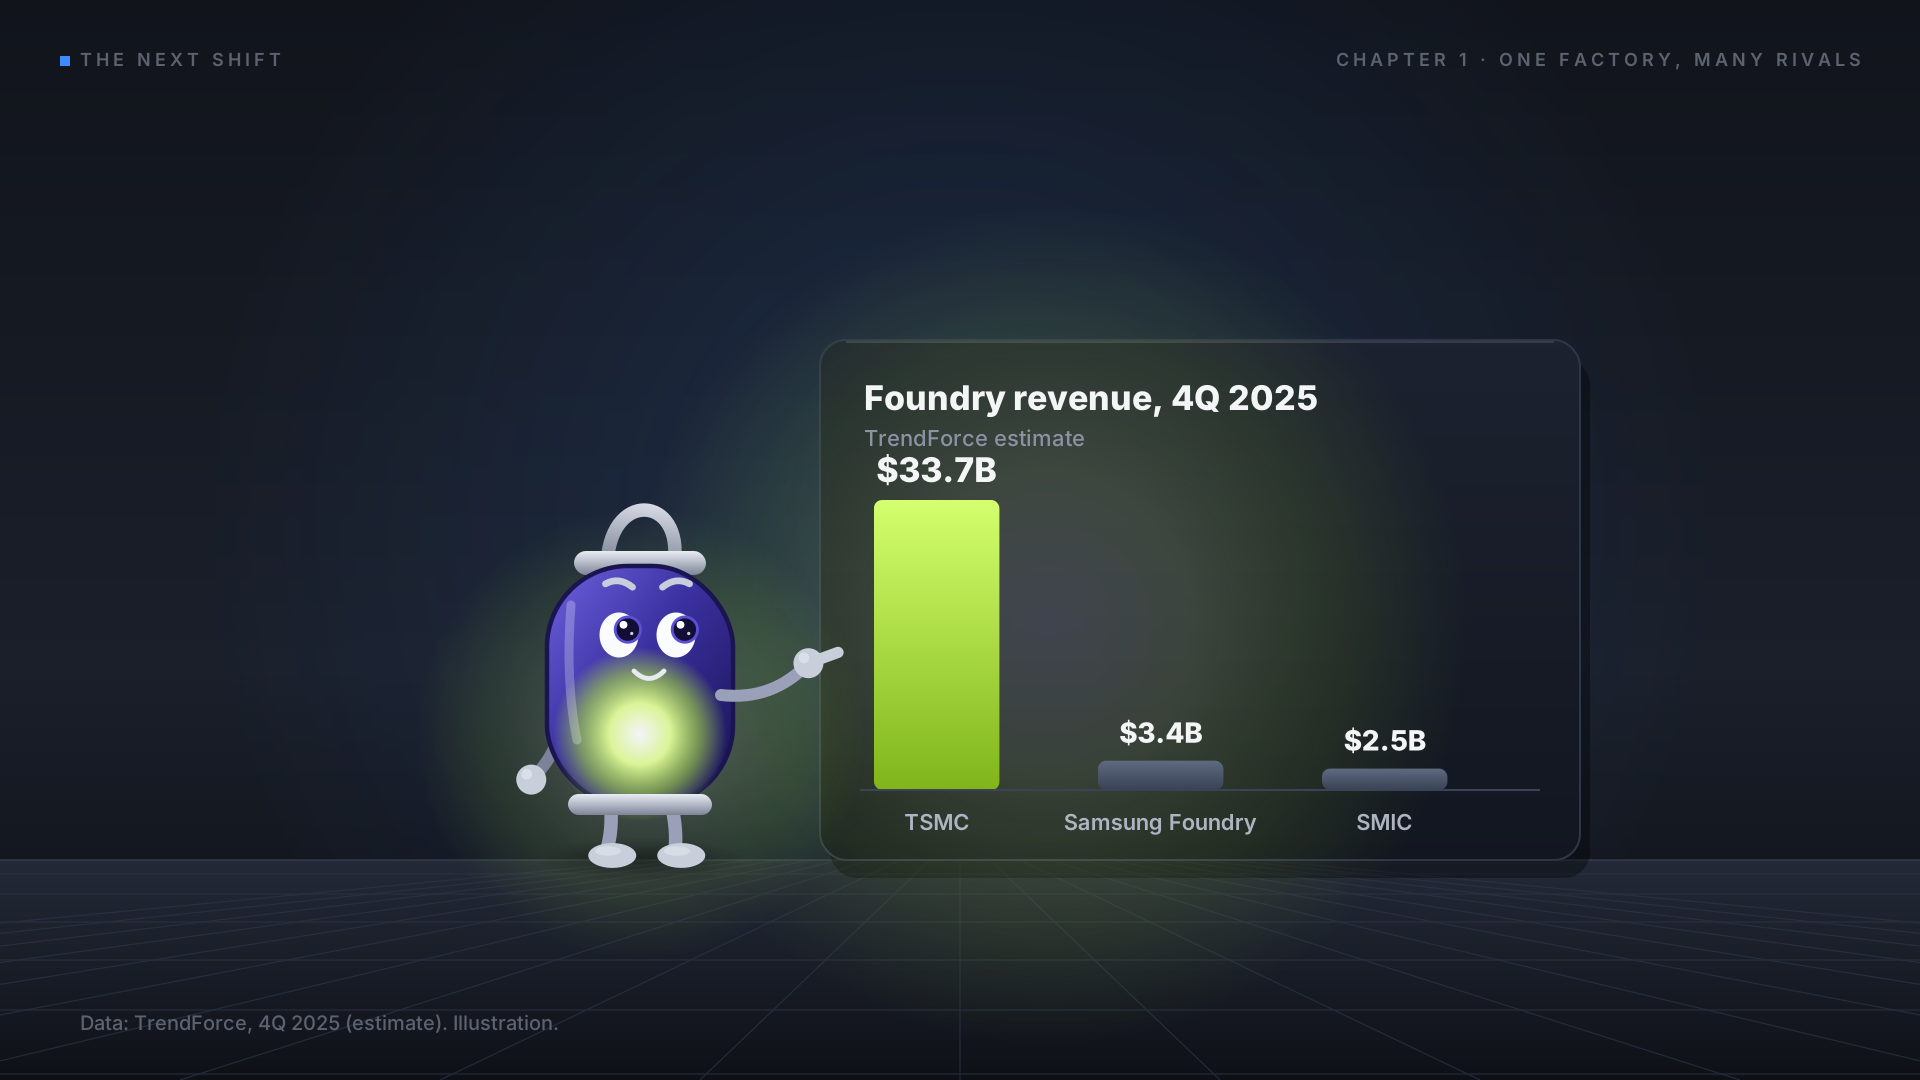 THE NEXT SHIFT
CHAPTER 1 · ONE FACTORY, MANY RIVALS
Foundry revenue, 4Q 2025
TrendForce estimate
$33.7B
$3.4B
$2.5B
TSMC
Samsung Foundry
SMIC
Data: TrendForce, 4Q 2025 (estimate). Illustration.